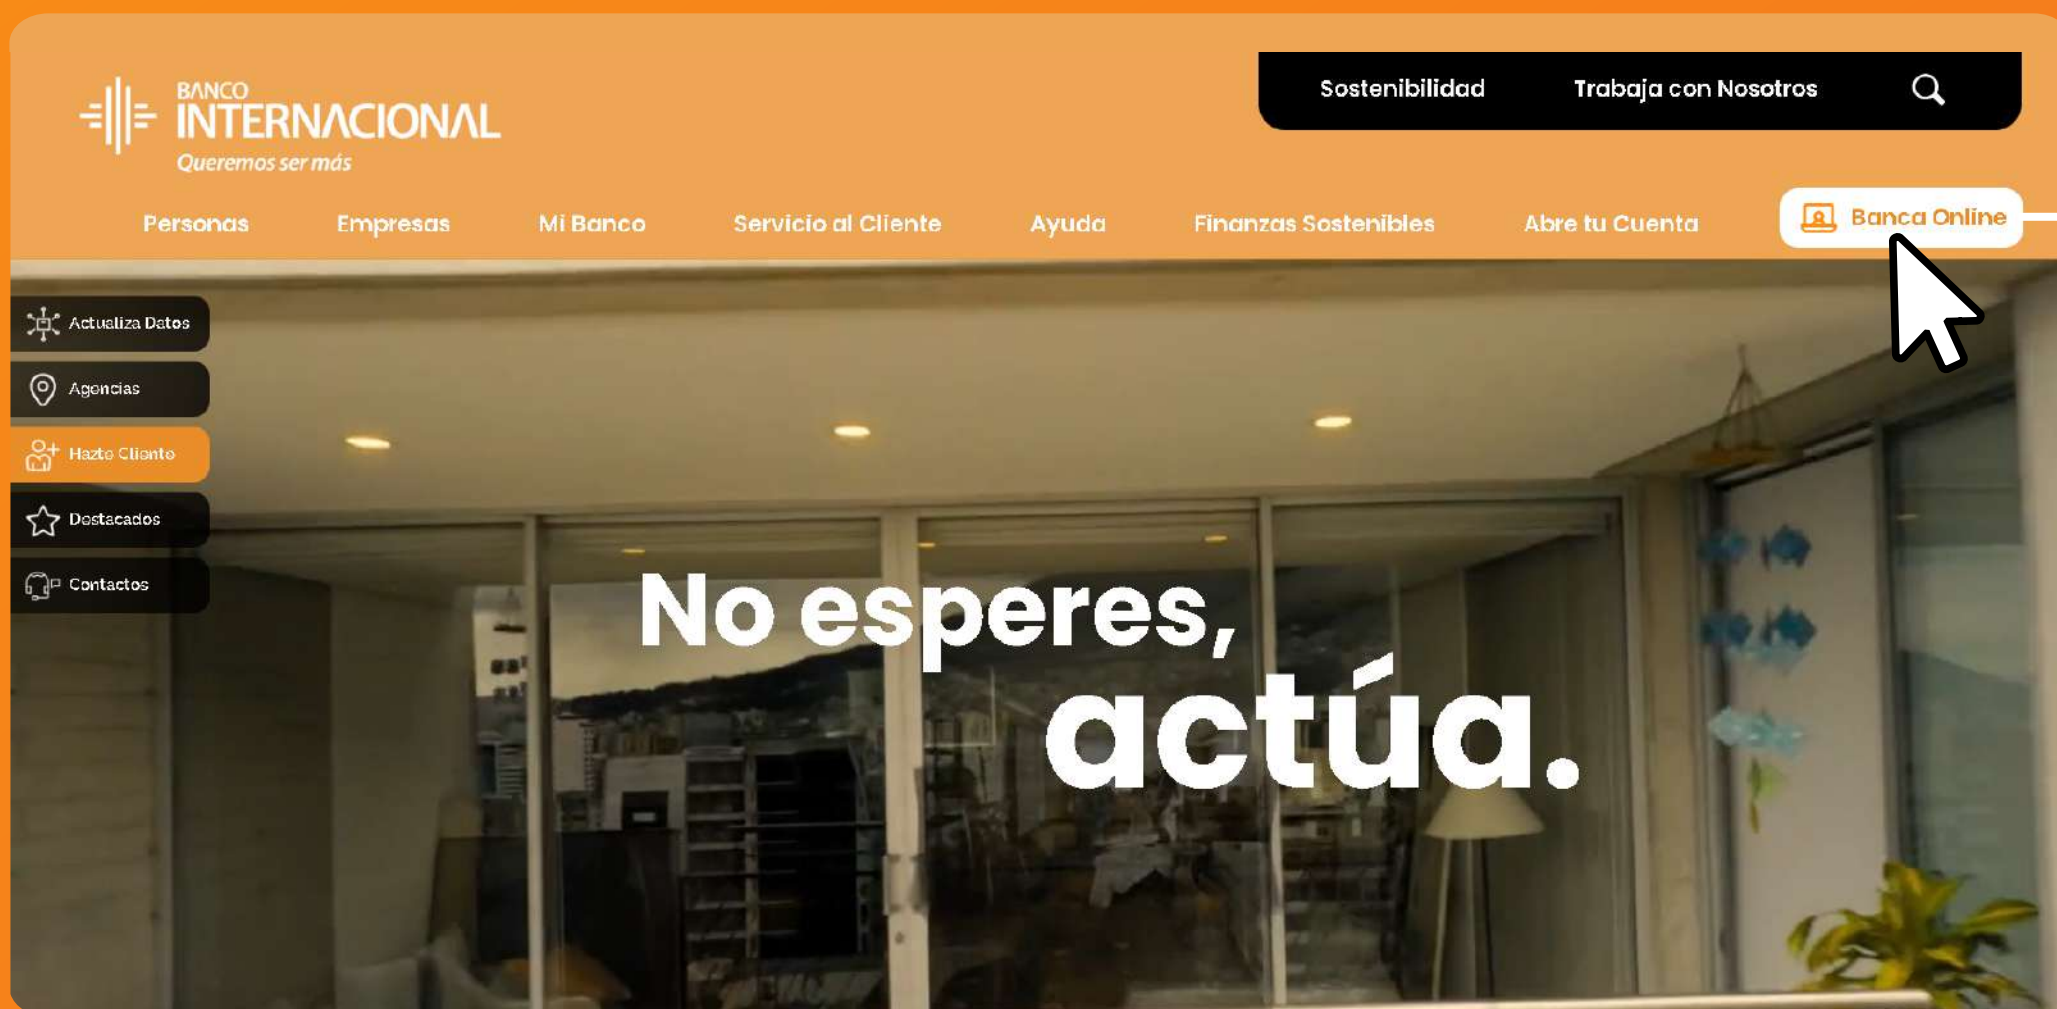 Sostenibilidad Trabaja con Nosotros
BANCO
INTERNACIONAL
Queremos ser más
Personas Empresas Mi Banco Servicio al Cliente Ayuda Finanzas Sostenibles Abre tu Cuenta Banca Online
Actualiza Datos
Agencias
Hazte Cliente
Destacados
Contactos
No esperes,
actúa.